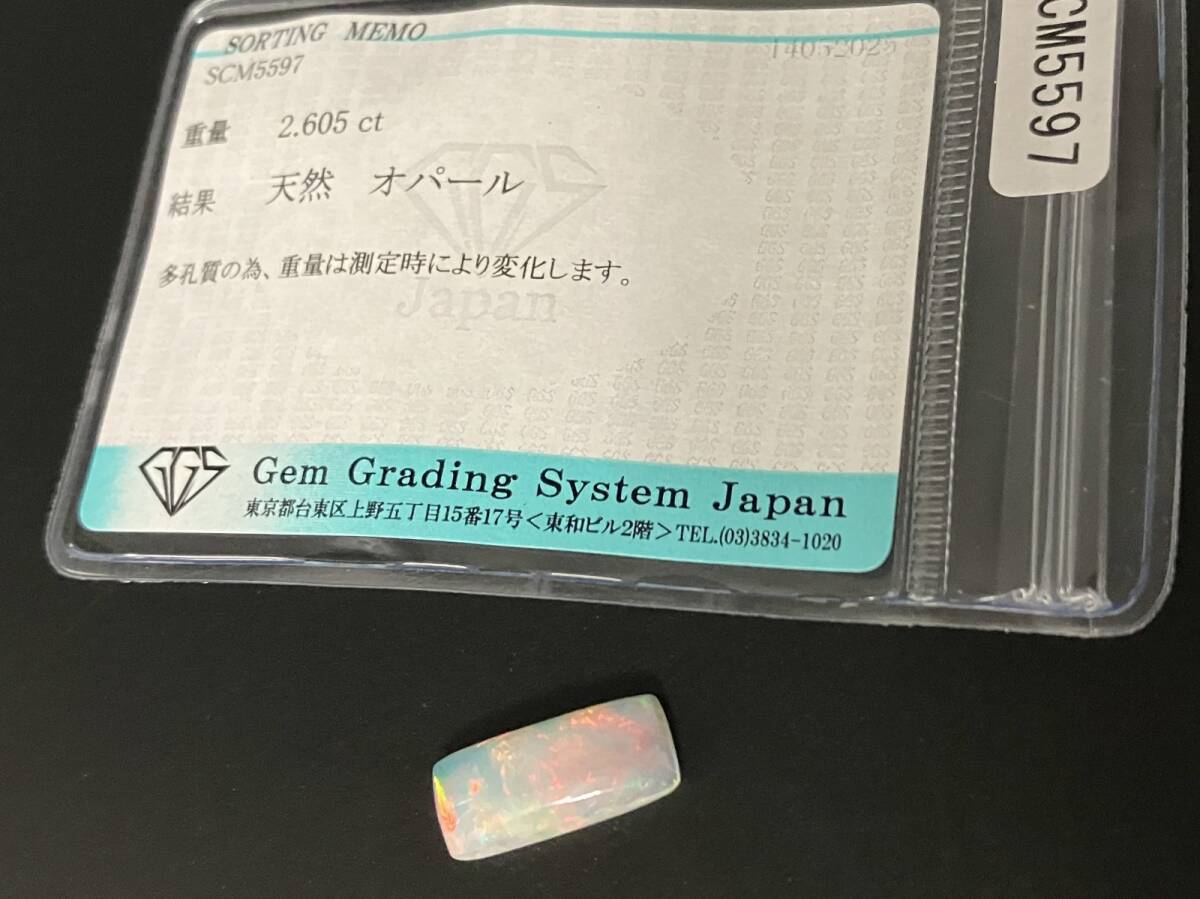 SORTING MEMO
SCM5597
重量 2.605 ct
結果 天然 オパール
多孔質の為、重量は測定時により変化します。
Japan
GGS
Gem Grading System Japan
東京都台東区上野五丁目15番17号<東和ビル2階>TEL.(03)3834-1020
CM5597